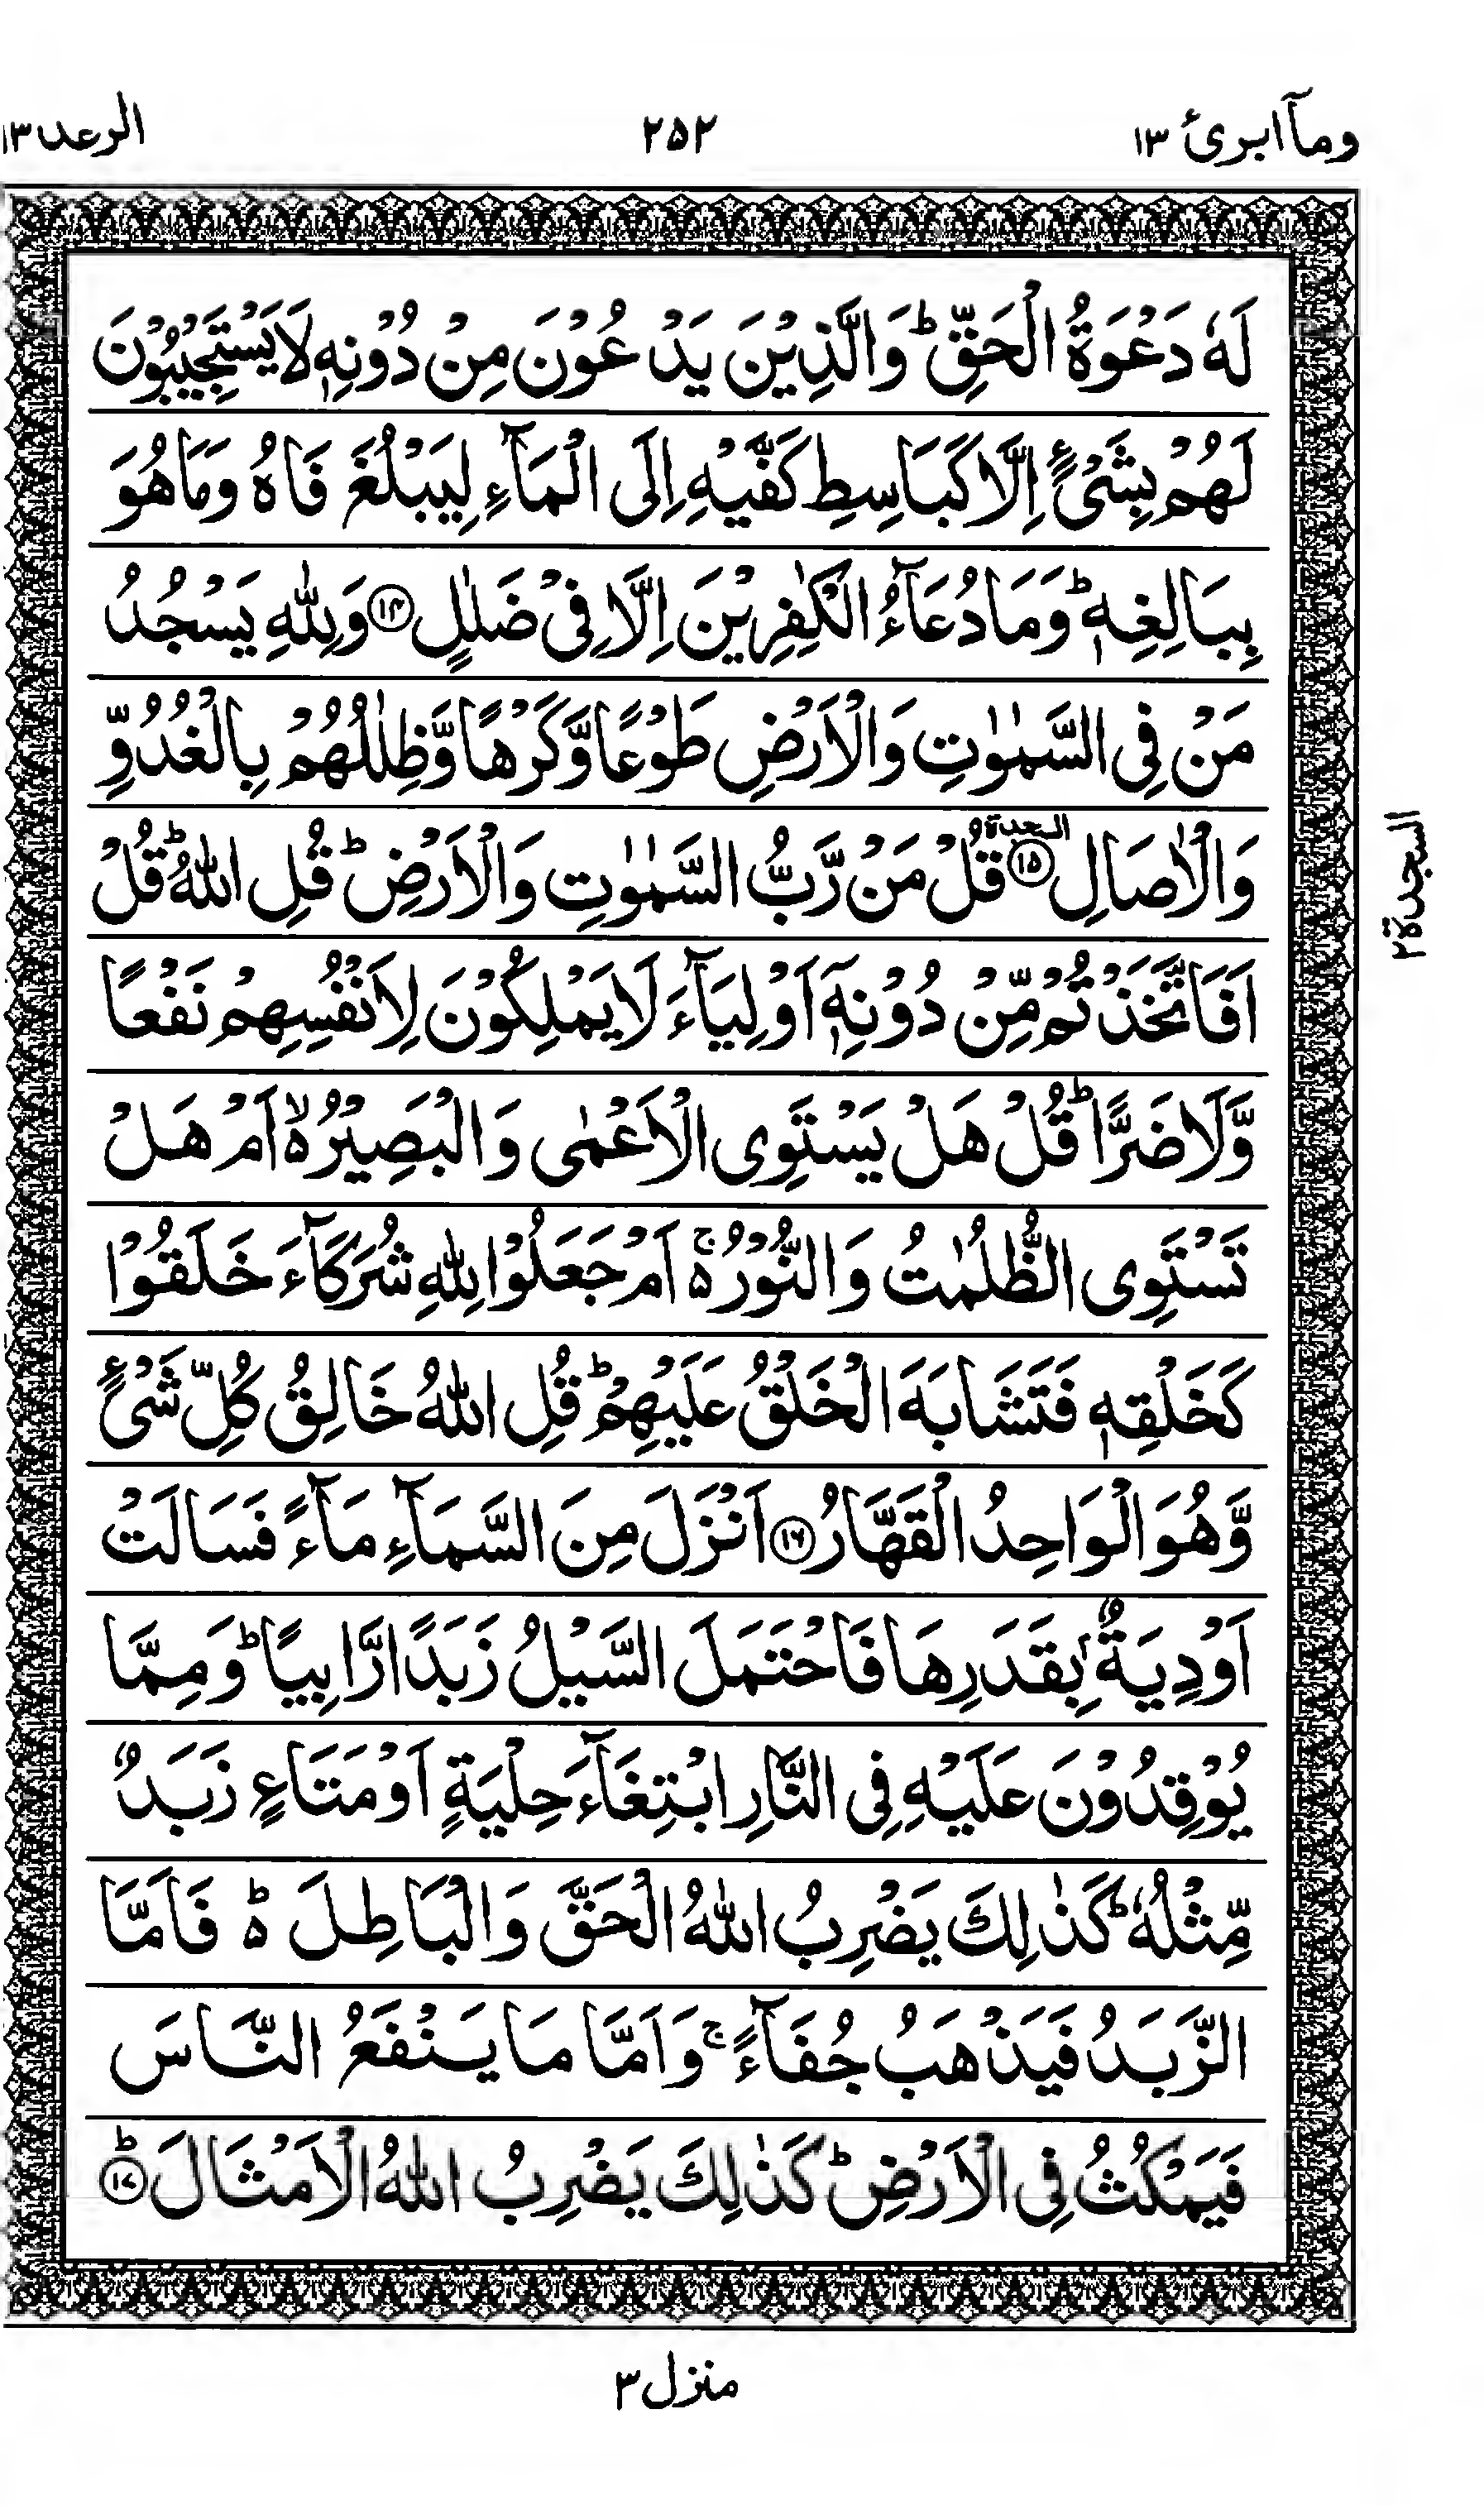 وماۤ ابرئ ۱۳
۲۵۲
الرعد ۱۳
لَهٗ دَعْوَةُ الْحَقِّ ؕ وَالَّذِیْنَ یَدْعُوْنَ مِنْ دُوْنِهٖ لَا یَسْتَجِیْبُوْنَ
لَهُمْ بِشَیْءٍ اِلَّا كَبَاسِطِ كَفَّیْهِ اِلَی الْمَآءِ لِیَبْلُغَ فَاهُ وَمَا هُوَ
بِبَالِغِهٖ ؕ وَمَا دُعَآءُ الْكٰفِرِیْنَ اِلَّا فِیْ ضَلٰلٍ ۝۱۴ وَلِلّٰهِ یَسْجُدُ
مَنْ فِی السَّمٰوٰتِ وَالْاَرْضِ طَوْعًا وَّكَرْهًا وَّظِلٰلُهُمْ بِالْغُدُوِّ
وَالْاٰصَالِ ۝۱۵ السجدة قُلْ مَنْ رَّبُّ السَّمٰوٰتِ وَالْاَرْضِ ؕ قُلِ اللّٰهُ ؕ قُلْ
السجدة ۲
اَفَاتَّخَذْتُمْ مِّنْ دُوْنِهٖۤ اَوْلِیَآءَ لَا یَمْلِكُوْنَ لِاَنْفُسِهِمْ نَفْعًا
وَّلَا ضَرًّا ؕ قُلْ هَلْ یَسْتَوِی الْاَعْمٰی وَالْبَصِیْرُ ۵ۙ اَمْ هَلْ
تَسْتَوِی الظُّلُمٰتُ وَالنُّوْرُ ۵ۚ اَمْ جَعَلُوْا لِلّٰهِ شُرَكَآءَ خَلَقُوْا
كَخَلْقِهٖ فَتَشَابَهَ الْخَلْقُ عَلَیْهِمْ ؕ قُلِ اللّٰهُ خَالِقُ كُلِّ شَیْءٍ
وَّهُوَ الْوَاحِدُ الْقَهَّارُ ۝۱۶ اَنْزَلَ مِنَ السَّمَآءِ مَآءً فَسَالَتْ
اَوْدِیَةٌۢ بِقَدَرِهَا فَاحْتَمَلَ السَّیْلُ زَبَدًا رَّابِیًا ؕ وَمِمَّا
یُوْقِدُوْنَ عَلَیْهِ فِی النَّارِ ابْتِغَآءَ حِلْیَةٍ اَوْ مَتَاعٍ زَبَدٌ
مِّثْلُهٗ ؕ كَذٰلِكَ یَضْرِبُ اللّٰهُ الْحَقَّ وَالْبَاطِلَ ۵ؕ فَاَمَّا
الزَّبَدُ فَیَذْهَبُ جُفَآءً ۚ وَاَمَّا مَا یَنْفَعُ النَّاسَ
فَیَمْكُثُ فِی الْاَرْضِ ؕ كَذٰلِكَ یَضْرِبُ اللّٰهُ الْاَمْثَالَ ؕ۝۱۷
منزل ۳